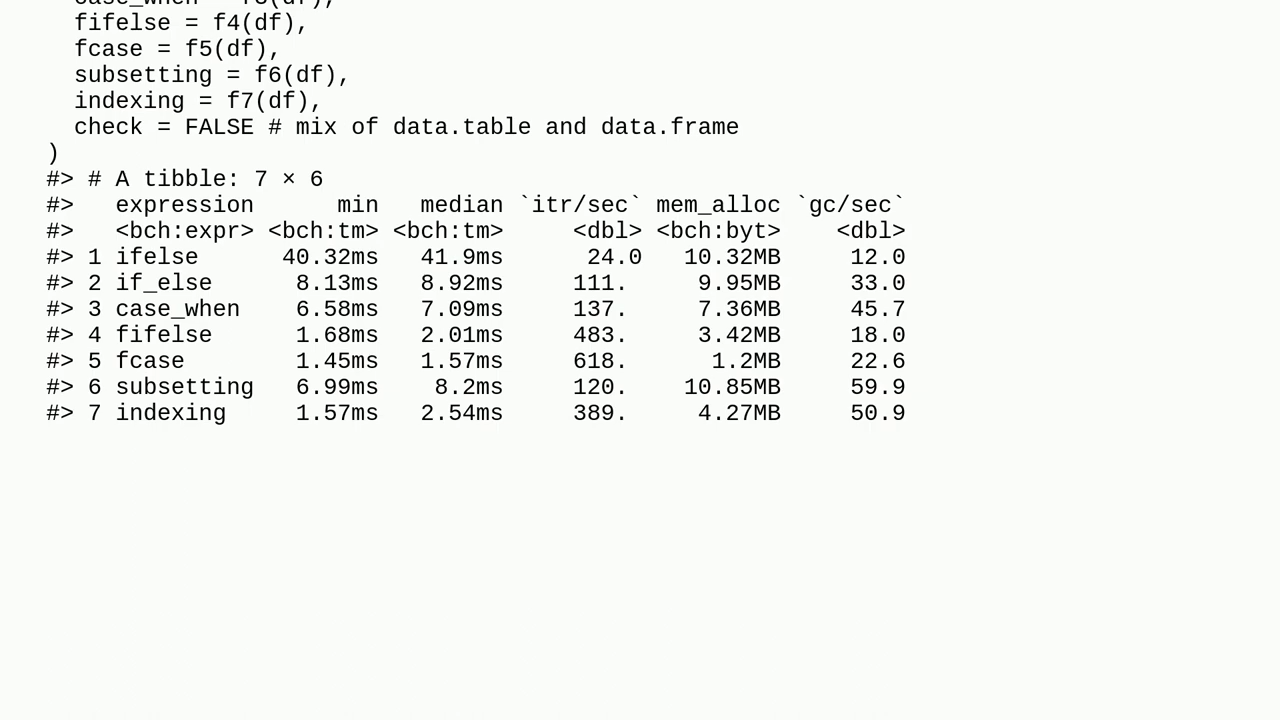 case_when = f3(df),
  fifelse = f4(df),
  fcase = f5(df),
  subsetting = f6(df),
  indexing = f7(df),
  check = FALSE # mix of data.table and data.frame
)
#> # A tibble: 7 × 6
#>   expression      min   median `itr/sec` mem_alloc `gc/sec`
#>   <bch:expr> <bch:tm> <bch:tm>     <dbl> <bch:byt>    <dbl>
#> 1 ifelse      40.32ms   41.9ms      24.0   10.32MB     12.0
#> 2 if_else      8.13ms   8.92ms     111.     9.95MB     33.0
#> 3 case_when    6.58ms   7.09ms     137.     7.36MB     45.7
#> 4 fifelse      1.68ms   2.01ms     483.     3.42MB     18.0
#> 5 fcase        1.45ms   1.57ms     618.      1.2MB     22.6
#> 6 subsetting   6.99ms    8.2ms     120.    10.85MB     59.9
#> 7 indexing     1.57ms   2.54ms     389.     4.27MB     50.9